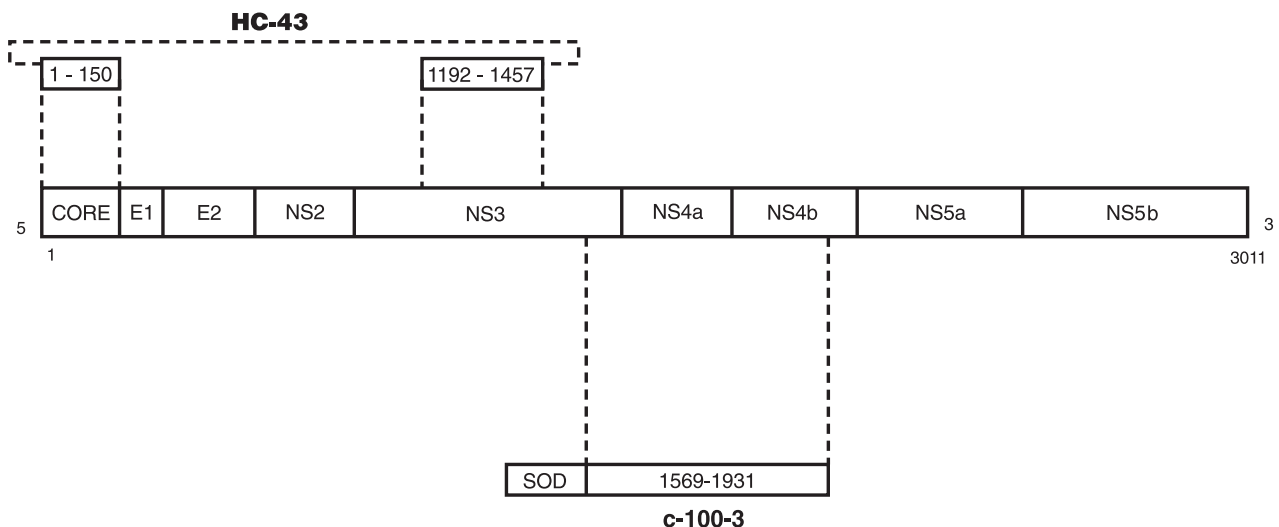 HC-43
1 - 150 1192 - 1457
CORE E1 E2 NS2 NS3 NS4a NS4b NS5a NS5b
5 3
1 3011
SOD 1569-1931
c-100-3